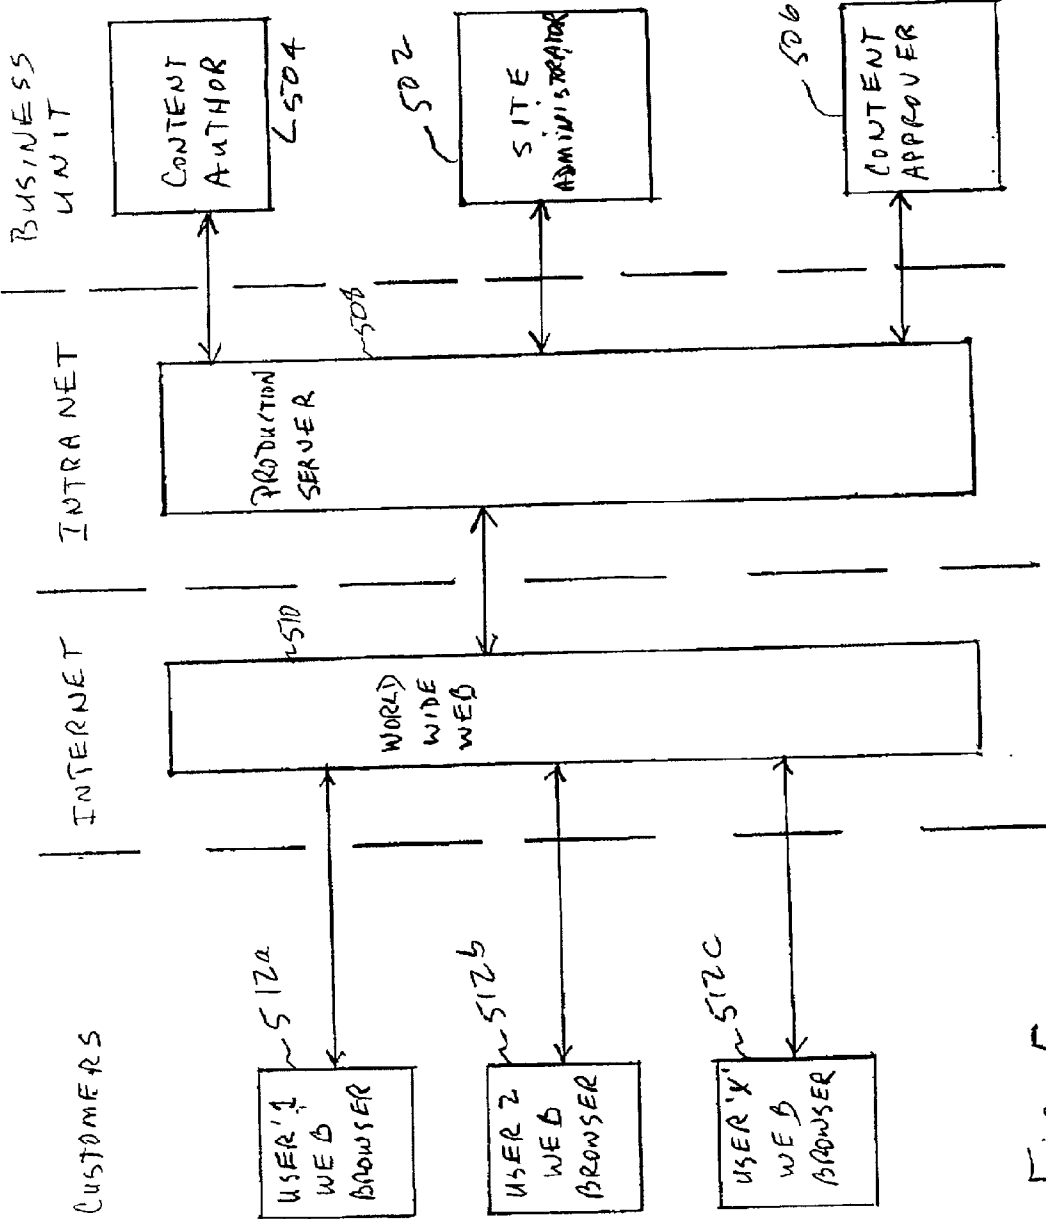 CUSTOMERS
INTERNET
INTRANET
BUSINESS
UNIT
USER '1
WEB
BROWSER
512a
USER 2
WEB
BROWSER
512b
USER 'X'
WEB
BROWSER
512c
WORLD
WIDE
WEB
510
PRODUCTION
SERVER
508
CONTENT
AUTHOR
504
SITE
ADMINISTRATOR
502
CONTENT
APPROVER
506